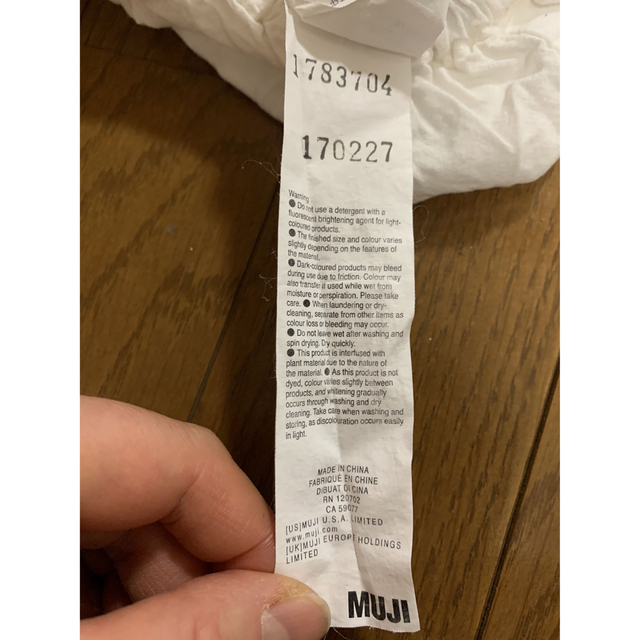 1783704
170227
Warning
● Do not use a detergent with a
fluorescent brightening agent for light-
coloured products.
● The finished size and colour varies
slightly depending on the features of
the material.
● Dark-coloured products may bleed
during use due to friction. Colour may
also transfer if used while wet from
moisture or perspiration. Please take
care. ● When laundering or dry-
cleaning, separate from other items as
colour loss or bleeding may occur.
● Do not leave wet after washing and
spin drying. Dry quickly.
● This product is interfused with
plant material due to the nature of
the material. ● As this product is not
dyed, colour varies slightly between
products, and whitening gradually
occurs through washing and dry
cleaning. Take care when washing and
storing, as discolouration occurs easily
in light.
MADE IN CHINA
FABRIQUÉ EN CHINE
DIBUAT DI CINA
RN 120702
CA 59077
[US]MUJI U.S.A. LIMITED
www.muji.com
[UK]MUJI EUROPE HOLDINGS
LIMITED
MUJI